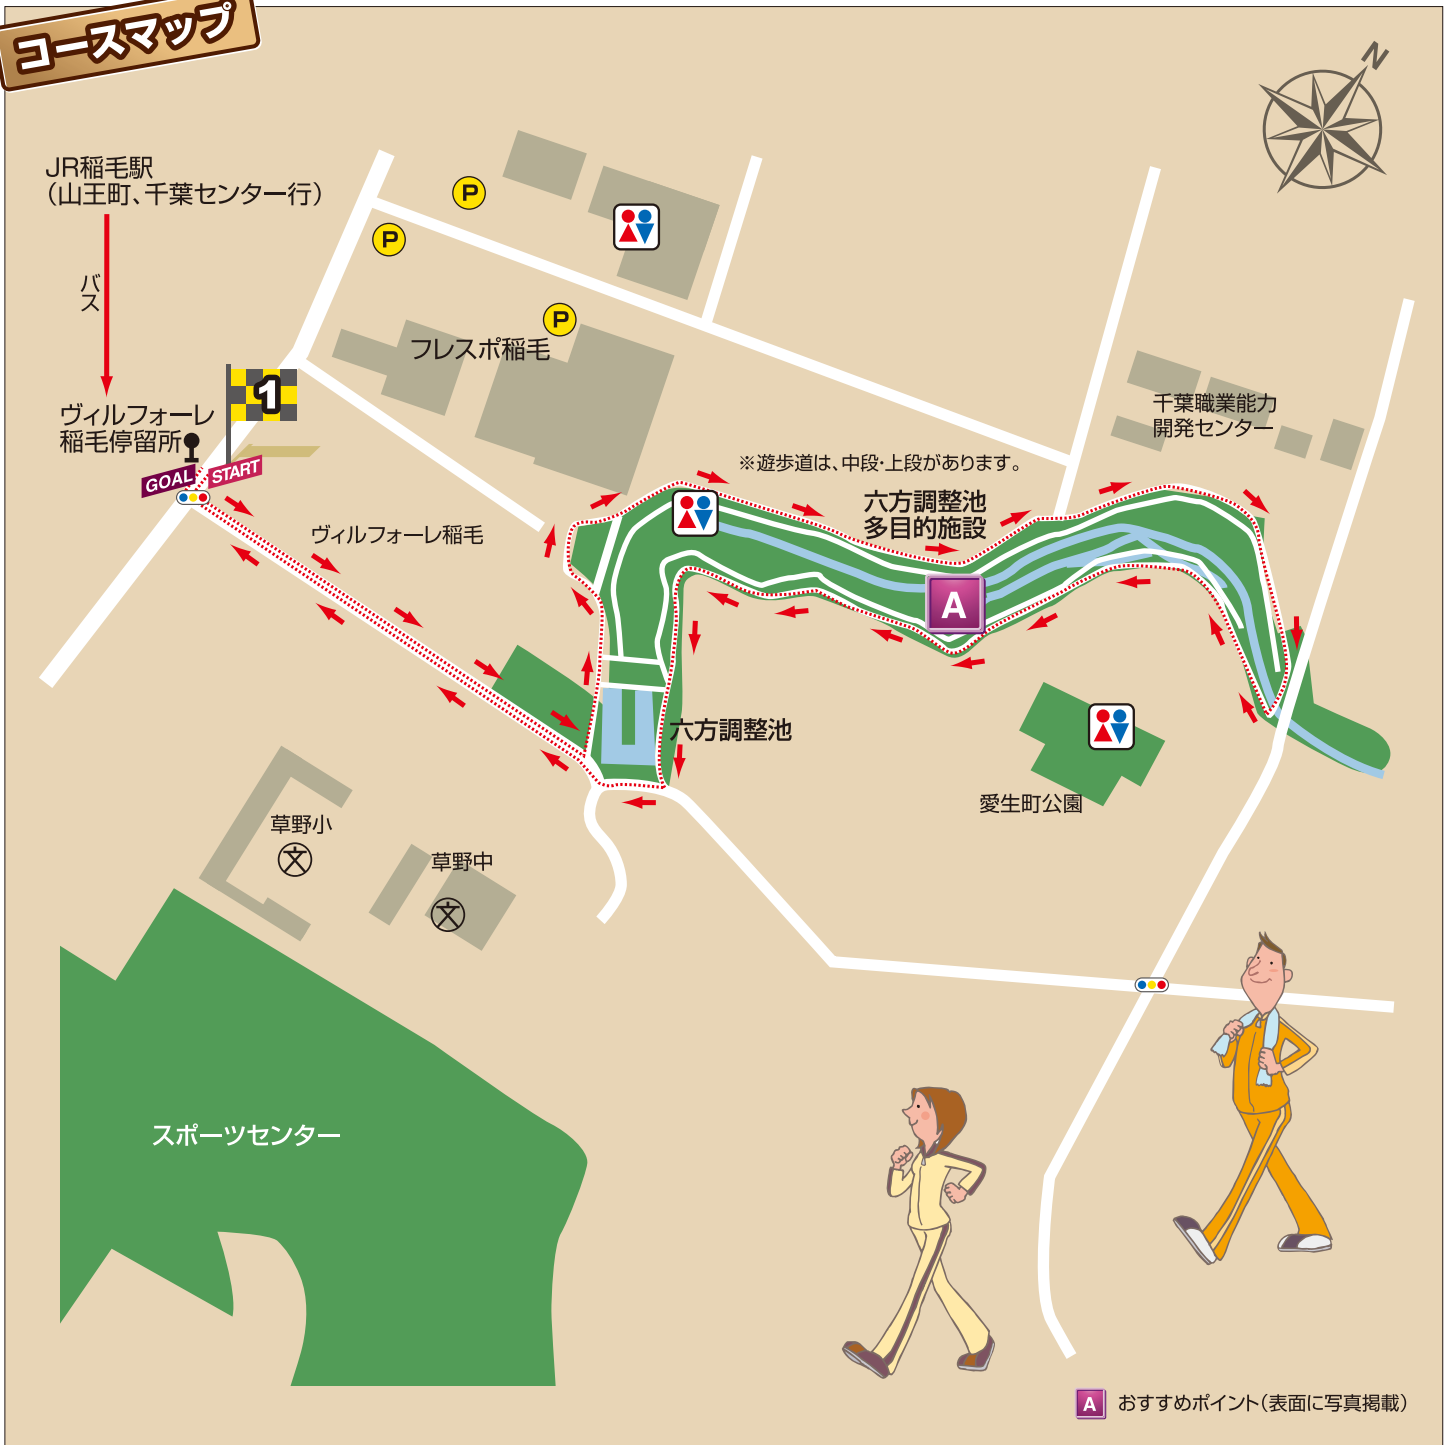 コースマップ
N
JR稲毛駅
（山王町、千葉センター行）
バス
P
P
P
フレスポ稲毛
1
ヴィルフォーレ
稲毛停留所
GOAL
START
千葉職業能力
開発センター
※遊歩道は、中段・上段があります。
六方調整池
多目的施設
ヴィルフォーレ稲毛
A
六方調整池
愛生町公園
草野小
文
草野中
文
スポーツセンター
A おすすめポイント（表面に写真掲載）